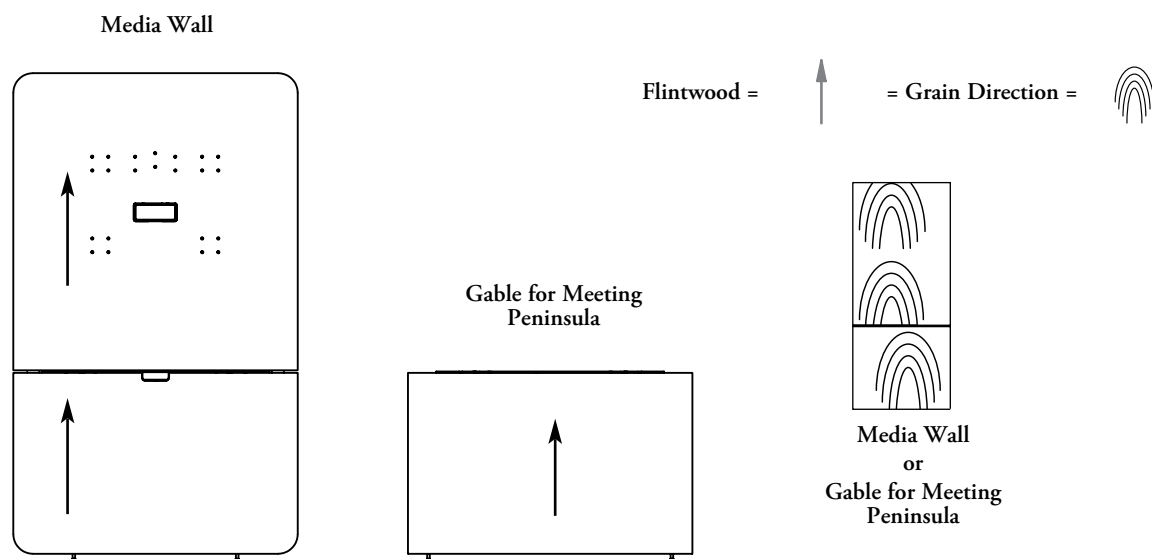 Media Wall
Flintwood =
= Grain Direction =
Gable for Meeting
Peninsula
Media Wall
or
Gable for Meeting
Peninsula